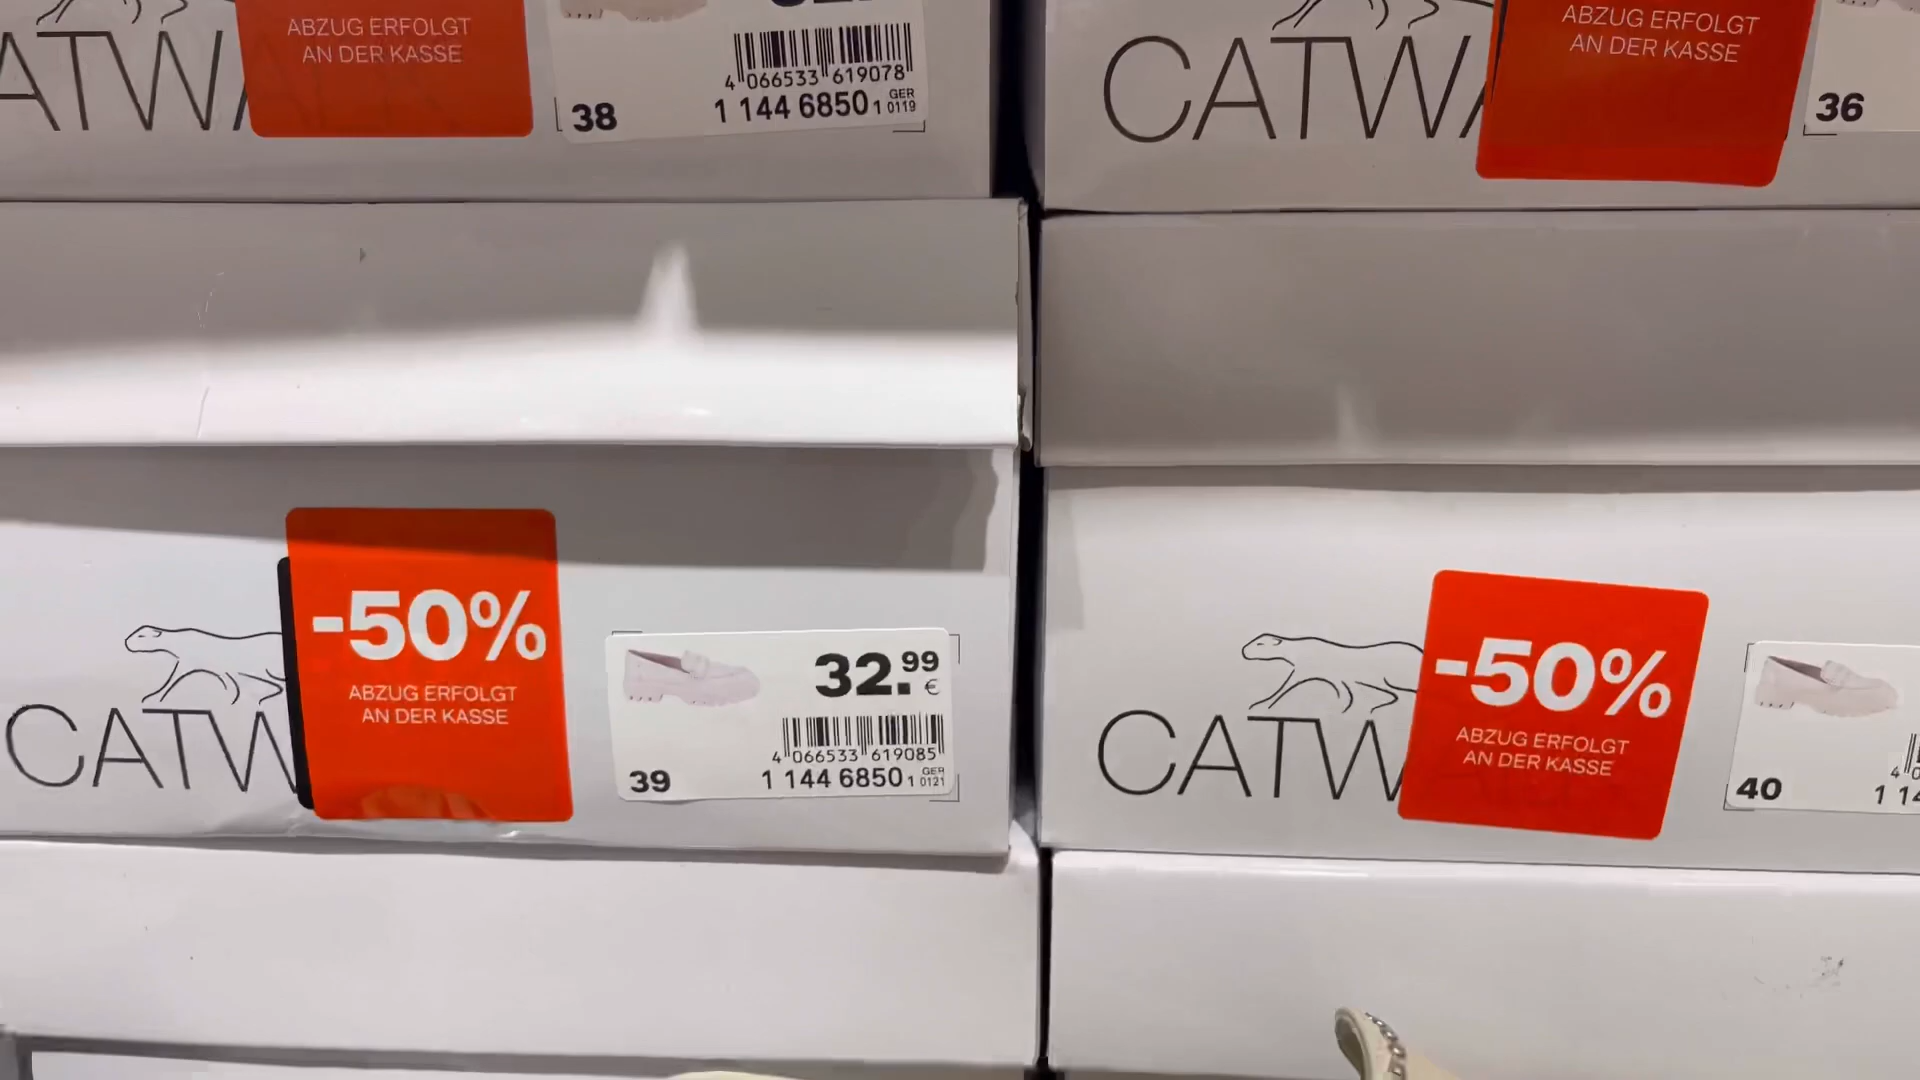 ABZUG ERFOLGT
AN DER KASSE
4 066533 619078
GER
38
1 144 6850 1 0119
ABZUG ERFOLGT
AN DER KASSE
CATW
36
-50%
ABZUG ERFOLGT
AN DER KASSE
CATW
32.99
€
4 066533 619085
GER
39
1 144 6850 1 0121
-50%
ABZUG ERFOLGT
AN DER KASSE
CATW
40